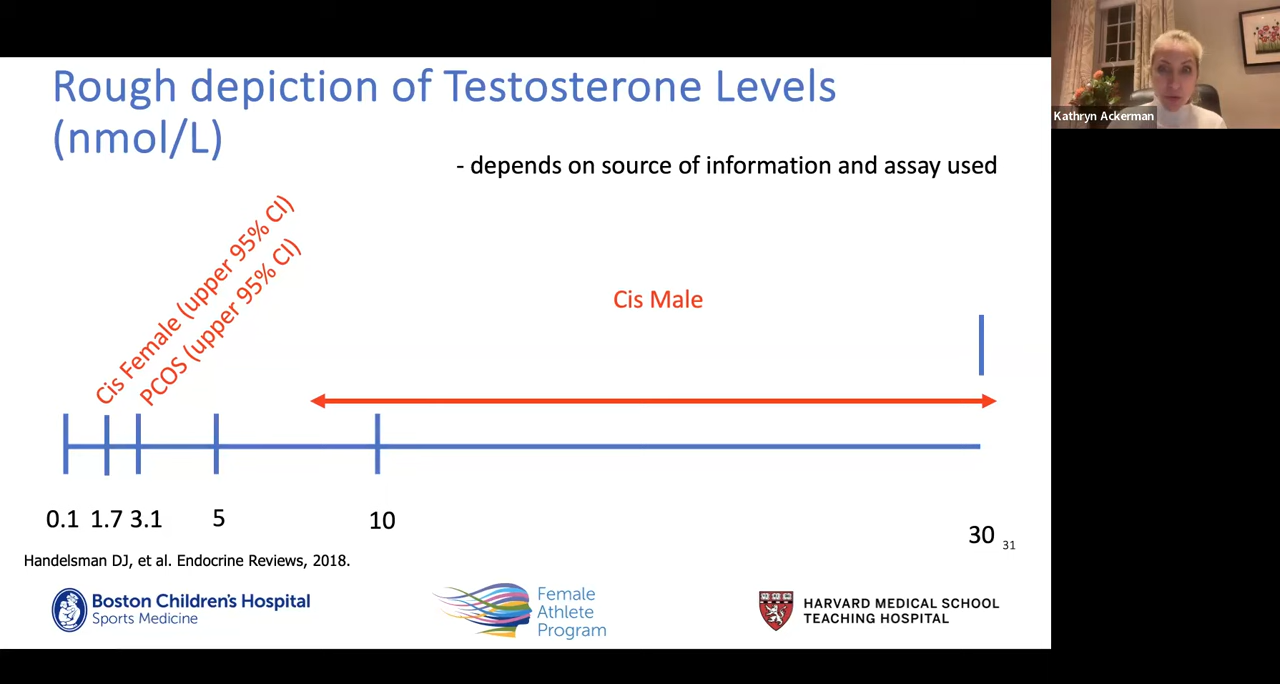 Rough depiction of Testosterone Levels
(nmol/L)
- depends on source of information and assay used
Cis Female (upper 95% CI)
PCOS (upper 95% CI)
Cis Male
0.1 1.7 3.1 5 10 30
31
Handelsman DJ, et al. Endocrine Reviews, 2018.
Boston Children's Hospital
Sports Medicine
Female
Athlete
Program
HARVARD MEDICAL SCHOOL
TEACHING HOSPITAL
Kathryn Ackerman